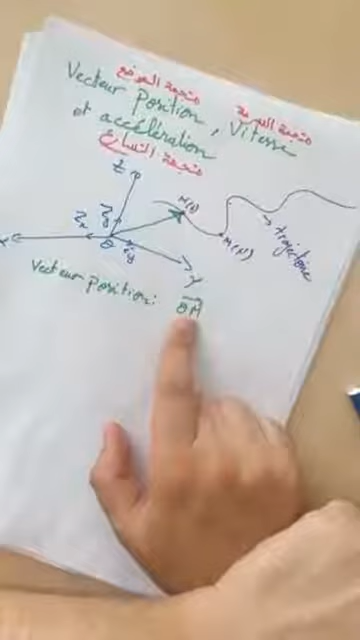 متجهة الموضع
Vecteur Position, Vitesse
متجهة السرعة
et accélération
متجهة التسارع
Z
M(t)
M(t')
Trajectoire
O
Y
Vecteur position: OM